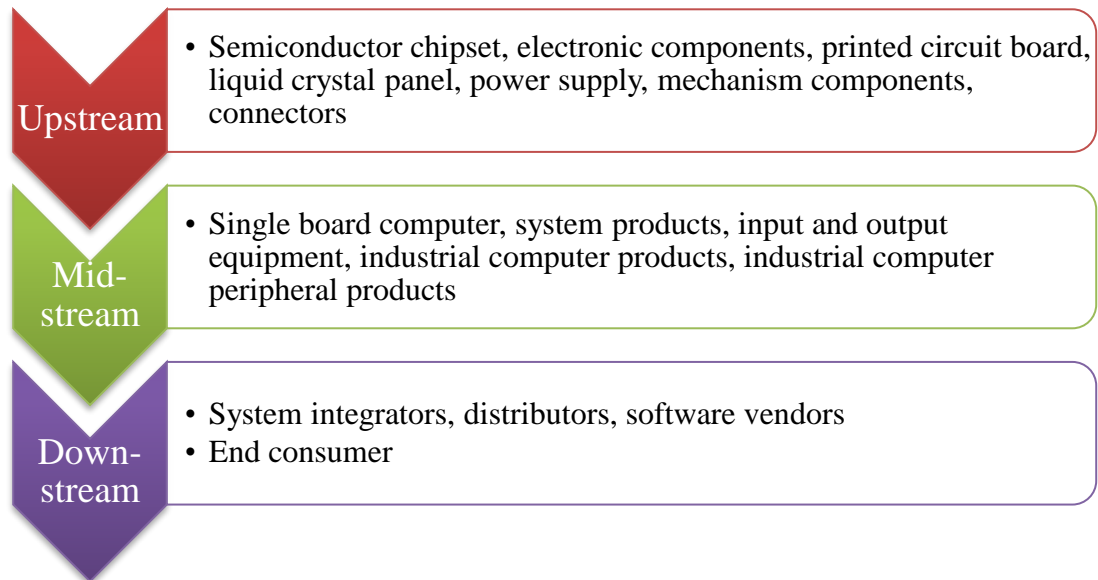 Upstream
• Semiconductor chipset, electronic components, printed circuit board,
liquid crystal panel, power supply, mechanism components,
connectors
Mid-
stream
• Single board computer, system products, input and output
equipment, industrial computer products, industrial computer
peripheral products
Down-
stream
• System integrators, distributors, software vendors
• End consumer